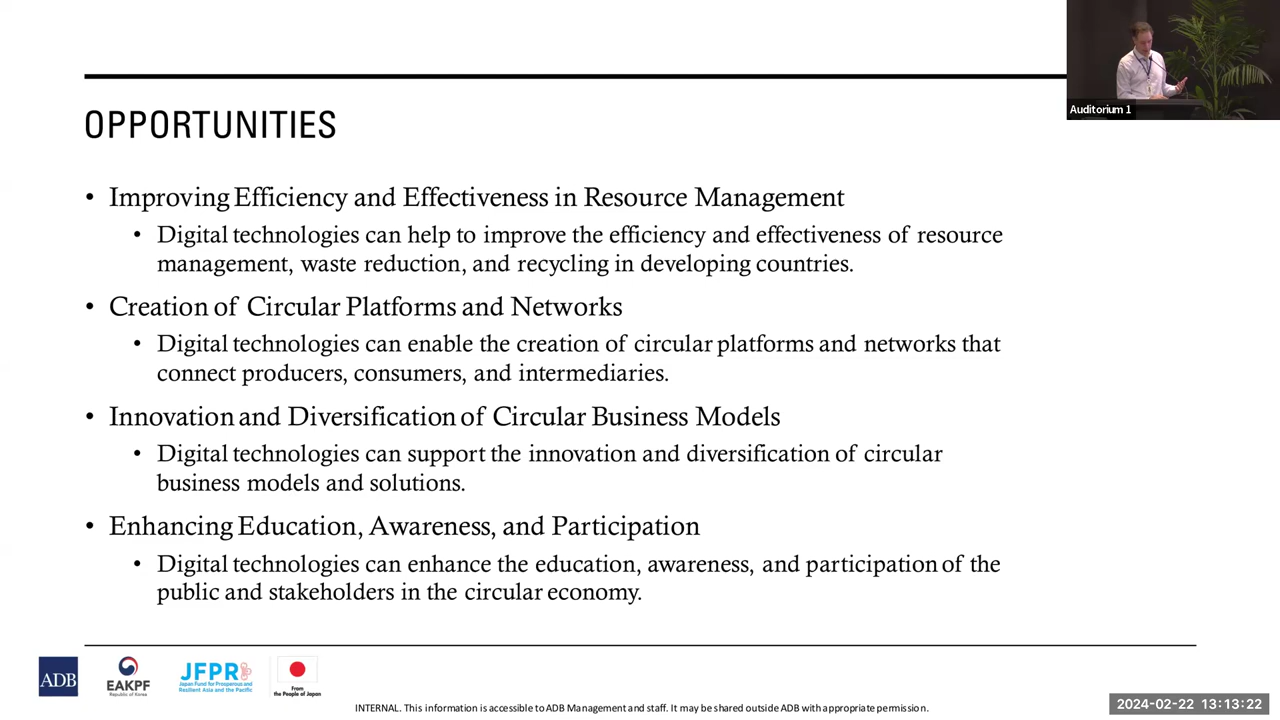 Auditorium 1
OPPORTUNITIES
• Improving Efficiency and Effectiveness in Resource Management
• Digital technologies can help to improve the efficiency and effectiveness of resource
management, waste reduction, and recycling in developing countries.
• Creation of Circular Platforms and Networks
• Digital technologies can enable the creation of circular platforms and networks that
connect producers, consumers, and intermediaries.
• Innovation and Diversification of Circular Business Models
• Digital technologies can support the innovation and diversification of circular
business models and solutions.
• Enhancing Education, Awareness, and Participation
• Digital technologies can enhance the education, awareness, and participation of the
public and stakeholders in the circular economy.
ADB
EAKPF
Republic of Korea
JFPR
Japan Fund for Prosperous and
Resilient Asia and the Pacific
From
the People of Japan
INTERNAL. This information is accessible to ADB Management and staff. It may be shared outside ADB with appropriate permission.
2024-02-22 13:13:22